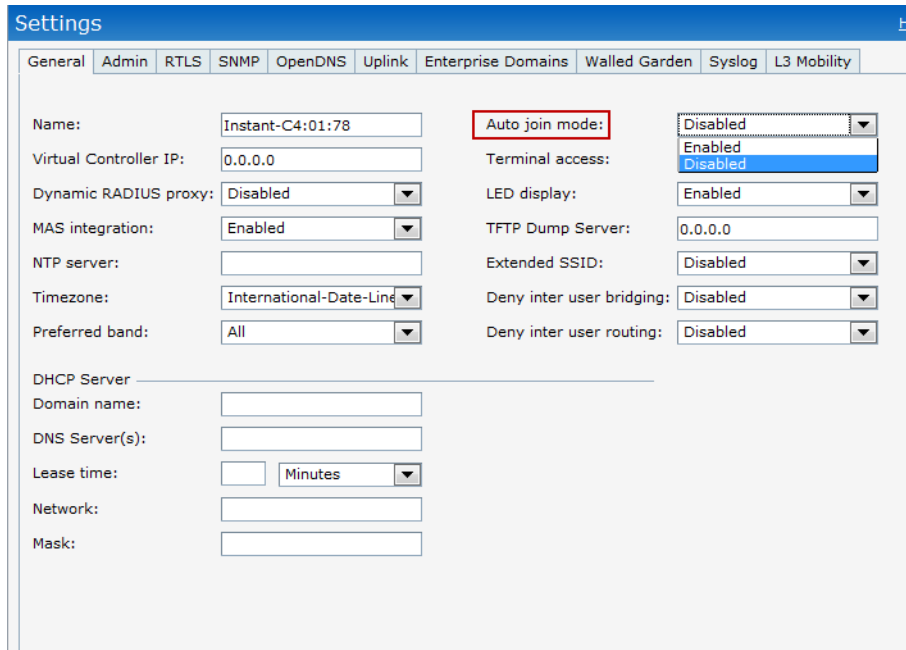 Settings
H
General Admin RTLS SNMP OpenDNS Uplink Enterprise Domains Walled Garden Syslog L3 Mobility
Name: Instant-C4:01:78 Auto join mode: Disabled
Enabled
Disabled
Virtual Controller IP: 0.0.0.0 Terminal access:
Dynamic RADIUS proxy: Disabled LED display: Enabled
MAS integration: Enabled TFTP Dump Server: 0.0.0.0
NTP server: Extended SSID: Disabled
Timezone: International-Date-Line Deny inter user bridging: Disabled
Preferred band: All Deny inter user routing: Disabled
DHCP Server
Domain name:
DNS Server(s):
Lease time: Minutes
Network:
Mask: